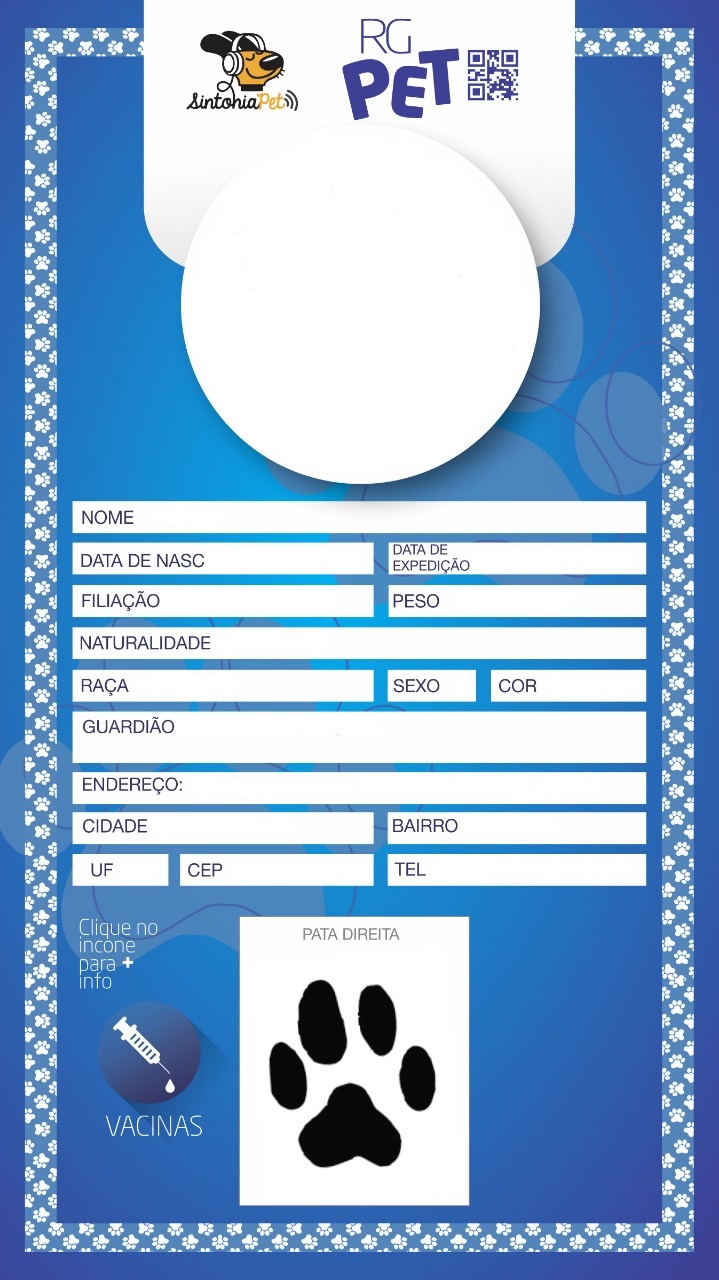 RG
SintoniaPet
PET
NOME
DATA DE NASC
DATA DE
EXPEDIÇÃO
FILIAÇÃO
PESO
NATURALIDADE
RAÇA
SEXO
COR
GUARDIÃO
ENDEREÇO:
CIDADE
BAIRRO
UF
CEP
TEL
Clique no
incone
para +
info
VACINAS
PATA DIREITA